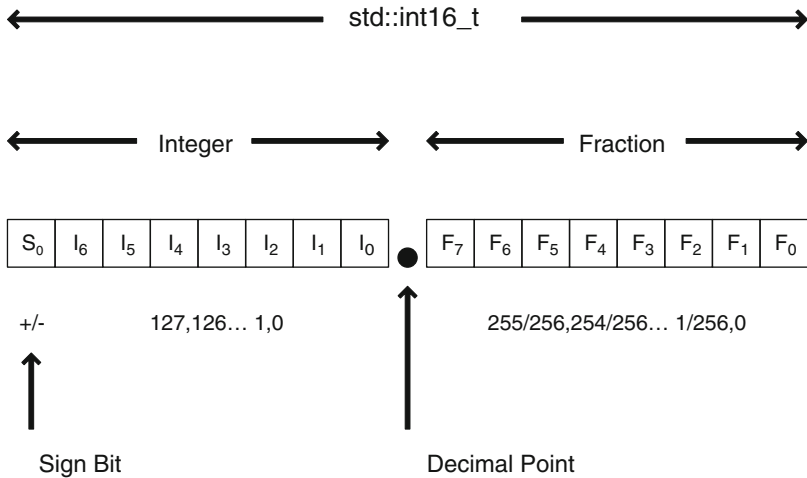 std::int16_t
Integer Fraction
S₀ I₆ I₅ I₄ I₃ I₂ I₁ I₀ F₇ F₆ F₅ F₄ F₃ F₂ F₁ F₀
+/- 127,126… 1,0 255/256,254/256… 1/256,0
Sign Bit Decimal Point